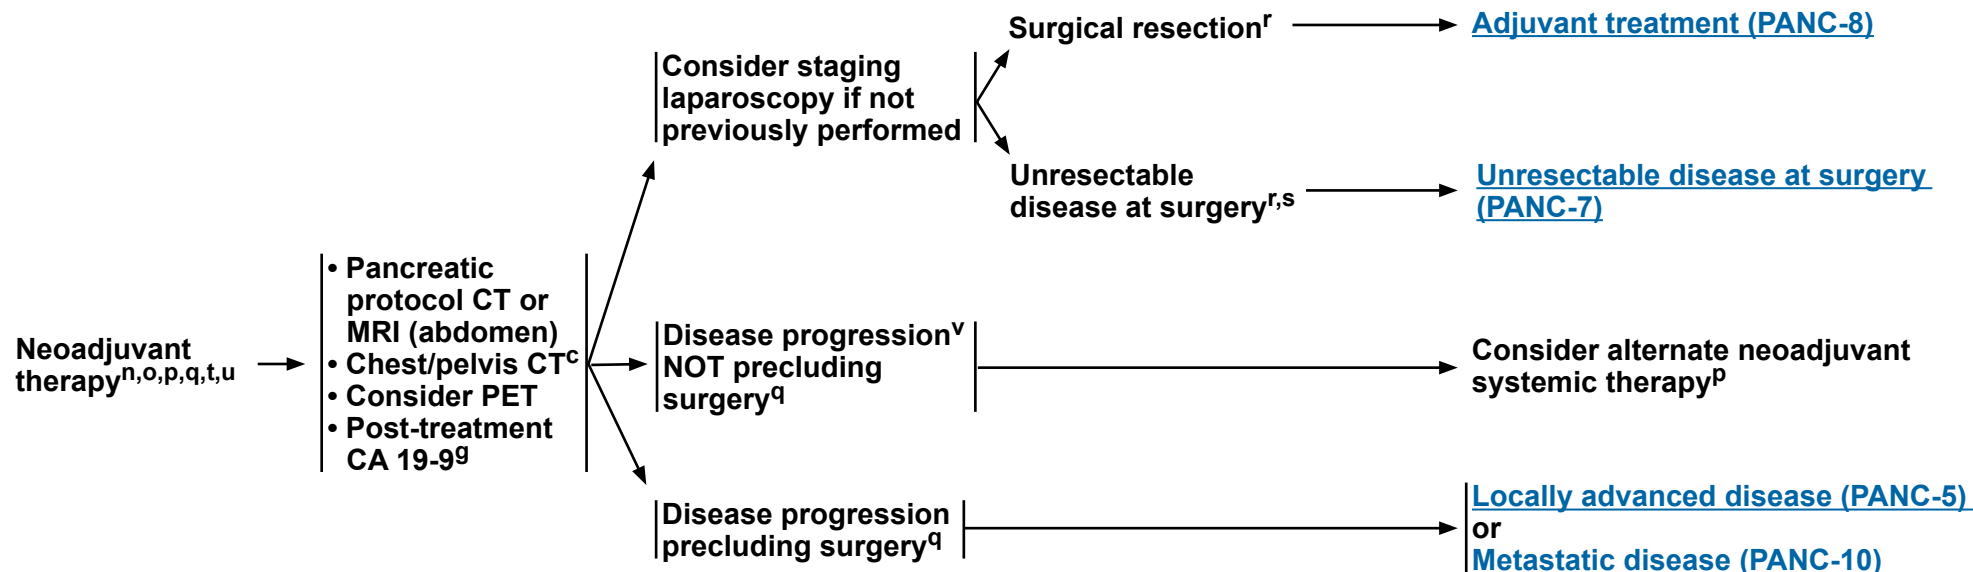 Neoadjuvant
therapyn,o,p,q,t,u
• Pancreatic
protocol CT or
MRI (abdomen)
• Chest/pelvis CTc
• Consider PET
• Post-treatment
CA 19-9g
Consider staging
laparoscopy if not
previously performed
Surgical resectionr
Adjuvant treatment (PANC-8)
Unresectable
disease at surgeryr,s
Unresectable disease at surgery
(PANC-7)
Disease progressionv
NOT precluding
surgeryq
Consider alternate neoadjuvant
systemic therapyp
Disease progression
precluding surgeryq
Locally advanced disease (PANC-5)
or
Metastatic disease (PANC-10)